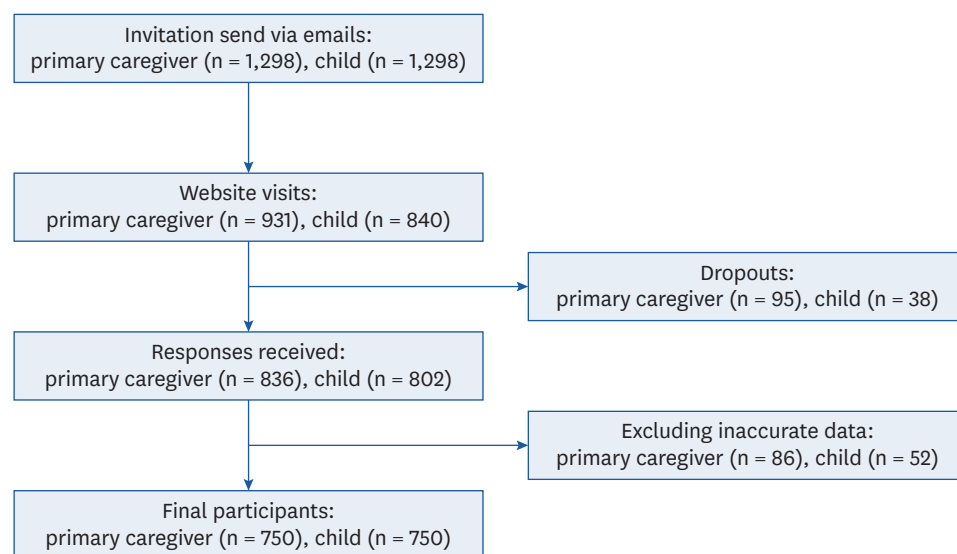 Invitation send via emails:
primary caregiver (n = 1,298), child (n = 1,298)
Website visits:
primary caregiver (n = 931), child (n = 840)
Dropouts:
primary caregiver (n = 95), child (n = 38)
Responses received:
primary caregiver (n = 836), child (n = 802)
Excluding inaccurate data:
primary caregiver (n = 86), child (n = 52)
Final participants:
primary caregiver (n = 750), child (n = 750)